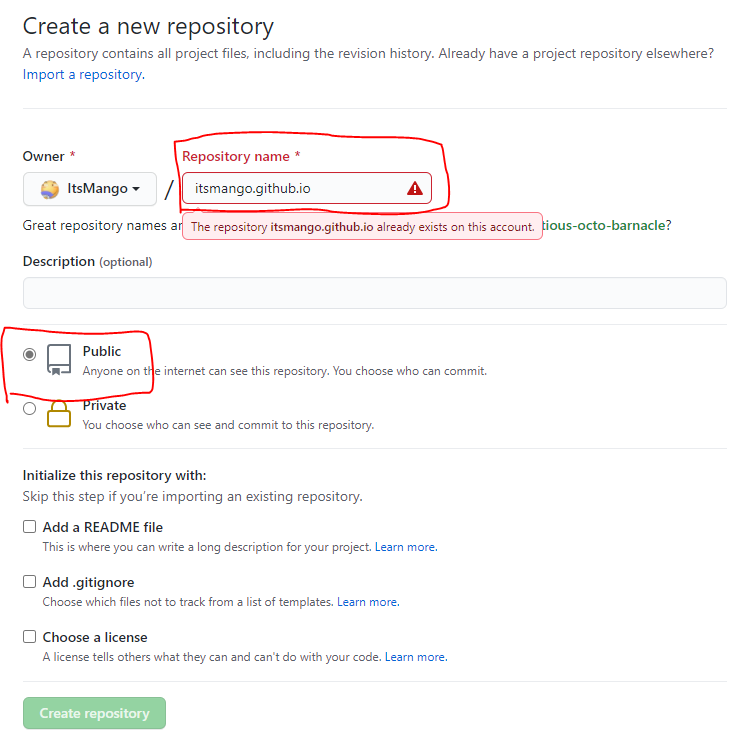 Create a new repository
A repository contains all project files, including the revision history. Already have a project repository elsewhere?
Import a repository.
Owner *
Repository name *
ItsMango
/
itsmango.github.io
Great repository names
The repository itsmango.github.io already exists on this account.
tious-octo-barnacle?
Description (optional)
Public
Anyone on the internet can see this repository. You choose who can commit.
Private
You choose who can see and commit to this repository.
Initialize this repository with:
Skip this step if you’re importing an existing repository.
Add a README file
This is where you can write a long description for your project. Learn more.
Add .gitignore
Choose which files not to track from a list of templates. Learn more.
Choose a license
A license tells others what they can and can't do with your code. Learn more.
Create repository